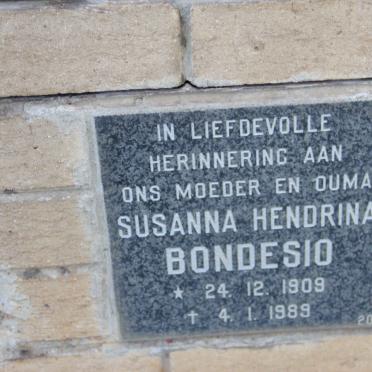 IN LIEFDEVOLLE
HERINNERING AAN
ONS MOEDER EN OUMA
SUSANNA HENDRINA
BONDESIO
* 24. 12. 1909
✝ 4. 1. 1989